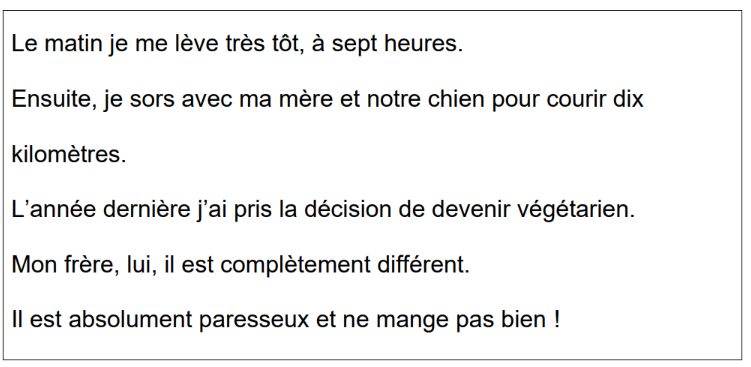 Le matin je me lève très tôt, à sept heures.
Ensuite, je sors avec ma mère et notre chien pour courir dix
kilomètres.
L’année dernière j’ai pris la décision de devenir végétarien.
Mon frère, lui, il est complètement différent.
Il est absolument paresseux et ne mange pas bien !